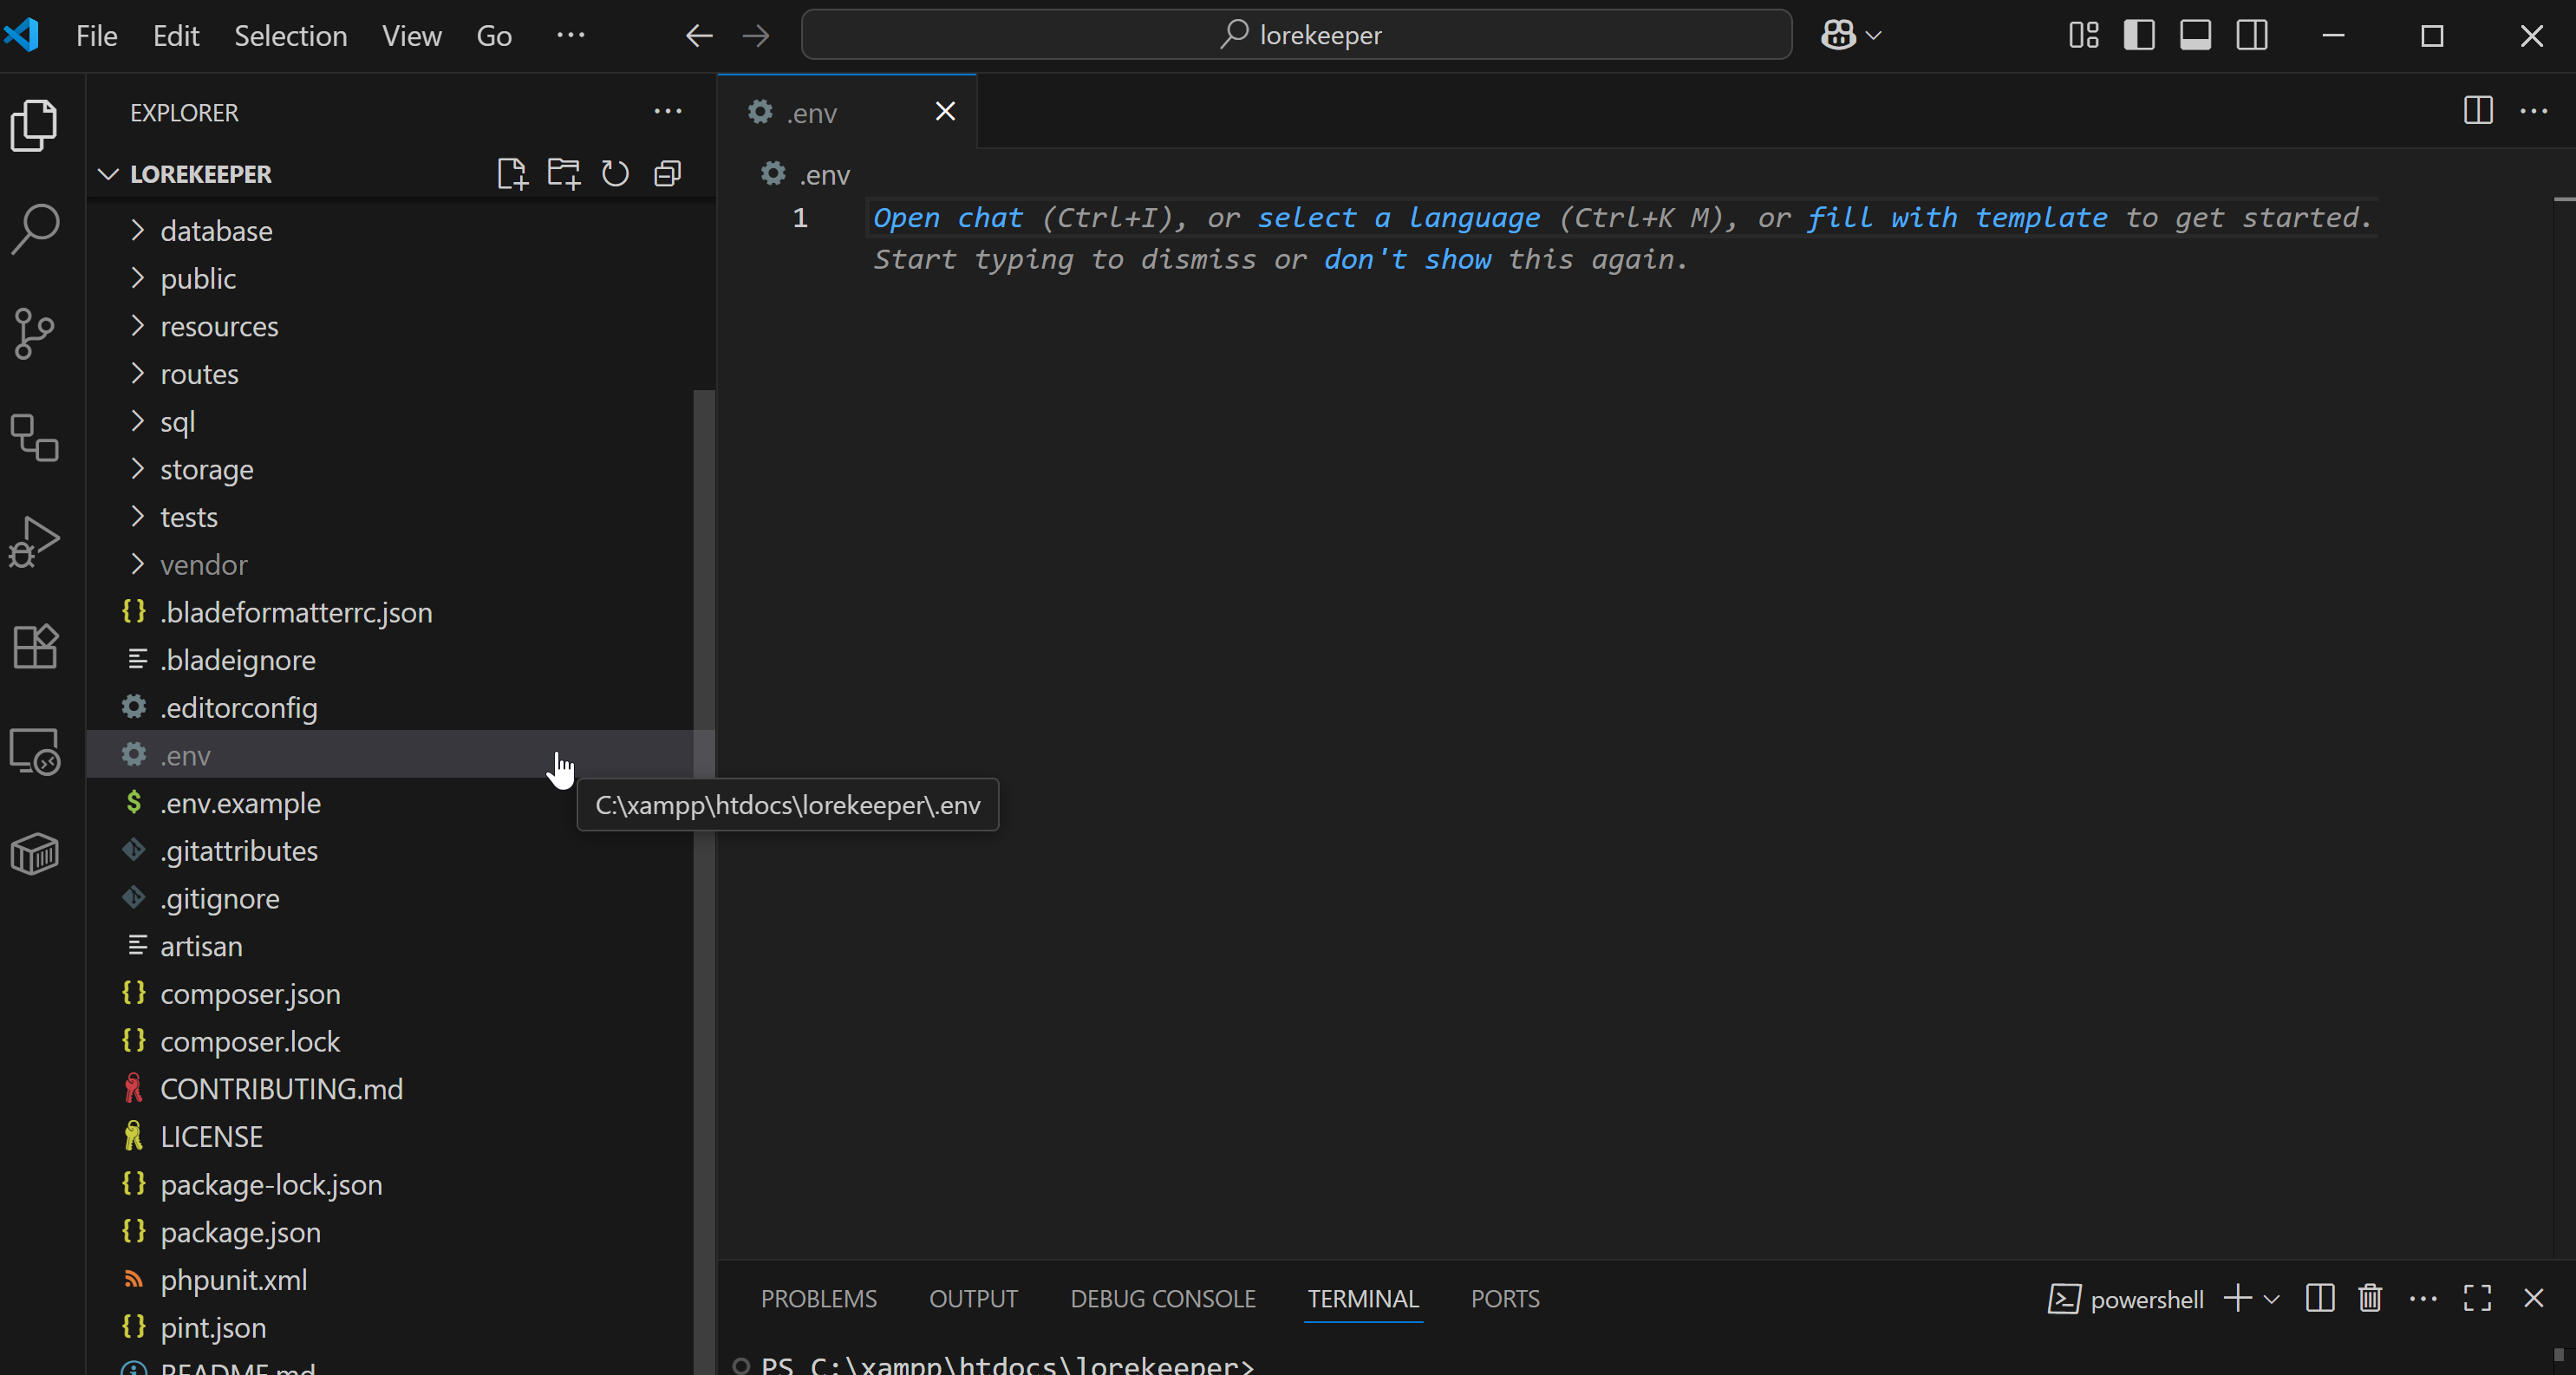 File Edit Selection View Go ···
lorekeeper
EXPLORER
LOREKEEPER
database
public
resources
routes
sql
storage
tests
vendor
.bladeformatterrc.json
.bladeignore
.editorconfig
.env
.env.example
.gitattributes
.gitignore
artisan
composer.json
composer.lock
CONTRIBUTING.md
LICENSE
package-lock.json
package.json
phpunit.xml
pint.json
README.md
C:\xampp\htdocs\lorekeeper\.env
.env
.env
1
Open chat (Ctrl+I), or select a language (Ctrl+K M), or fill with template to get started.
Start typing to dismiss or don't show this again.
PROBLEMS OUTPUT DEBUG CONSOLE TERMINAL PORTS
powershell
PS C:\xampp\htdocs\lorekeeper>